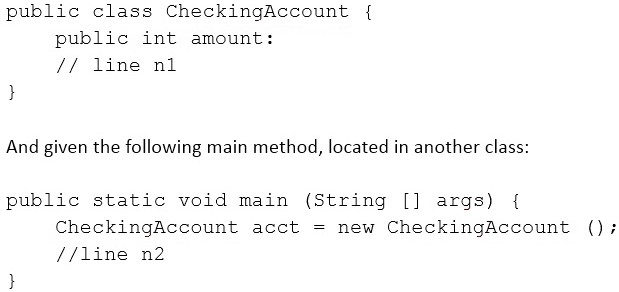 public class CheckingAccount {
public int amount:
// line n1
}
And given the following main method, located in another class:
public static void main (String [] args) {
CheckingAccount acct = new CheckingAccount ();
//line n2
}